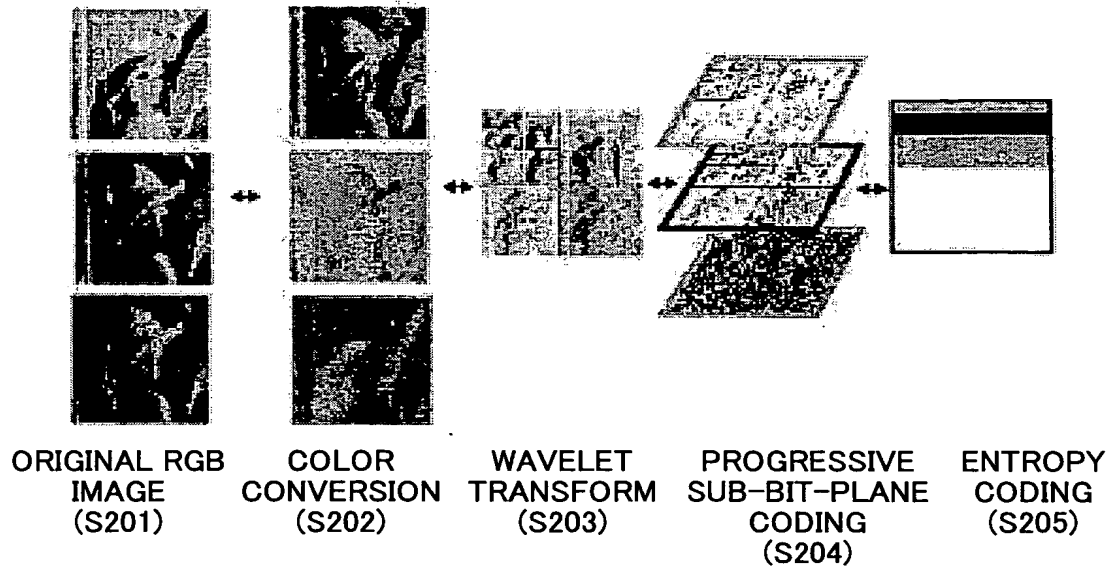 ORIGINAL RGB
IMAGE
(S201)
COLOR
CONVERSION
(S202)
WAVELET
TRANSFORM
(S203)
PROGRESSIVE
SUB-BIT-PLANE
CODING
(S204)
ENTROPY
CODING
(S205)